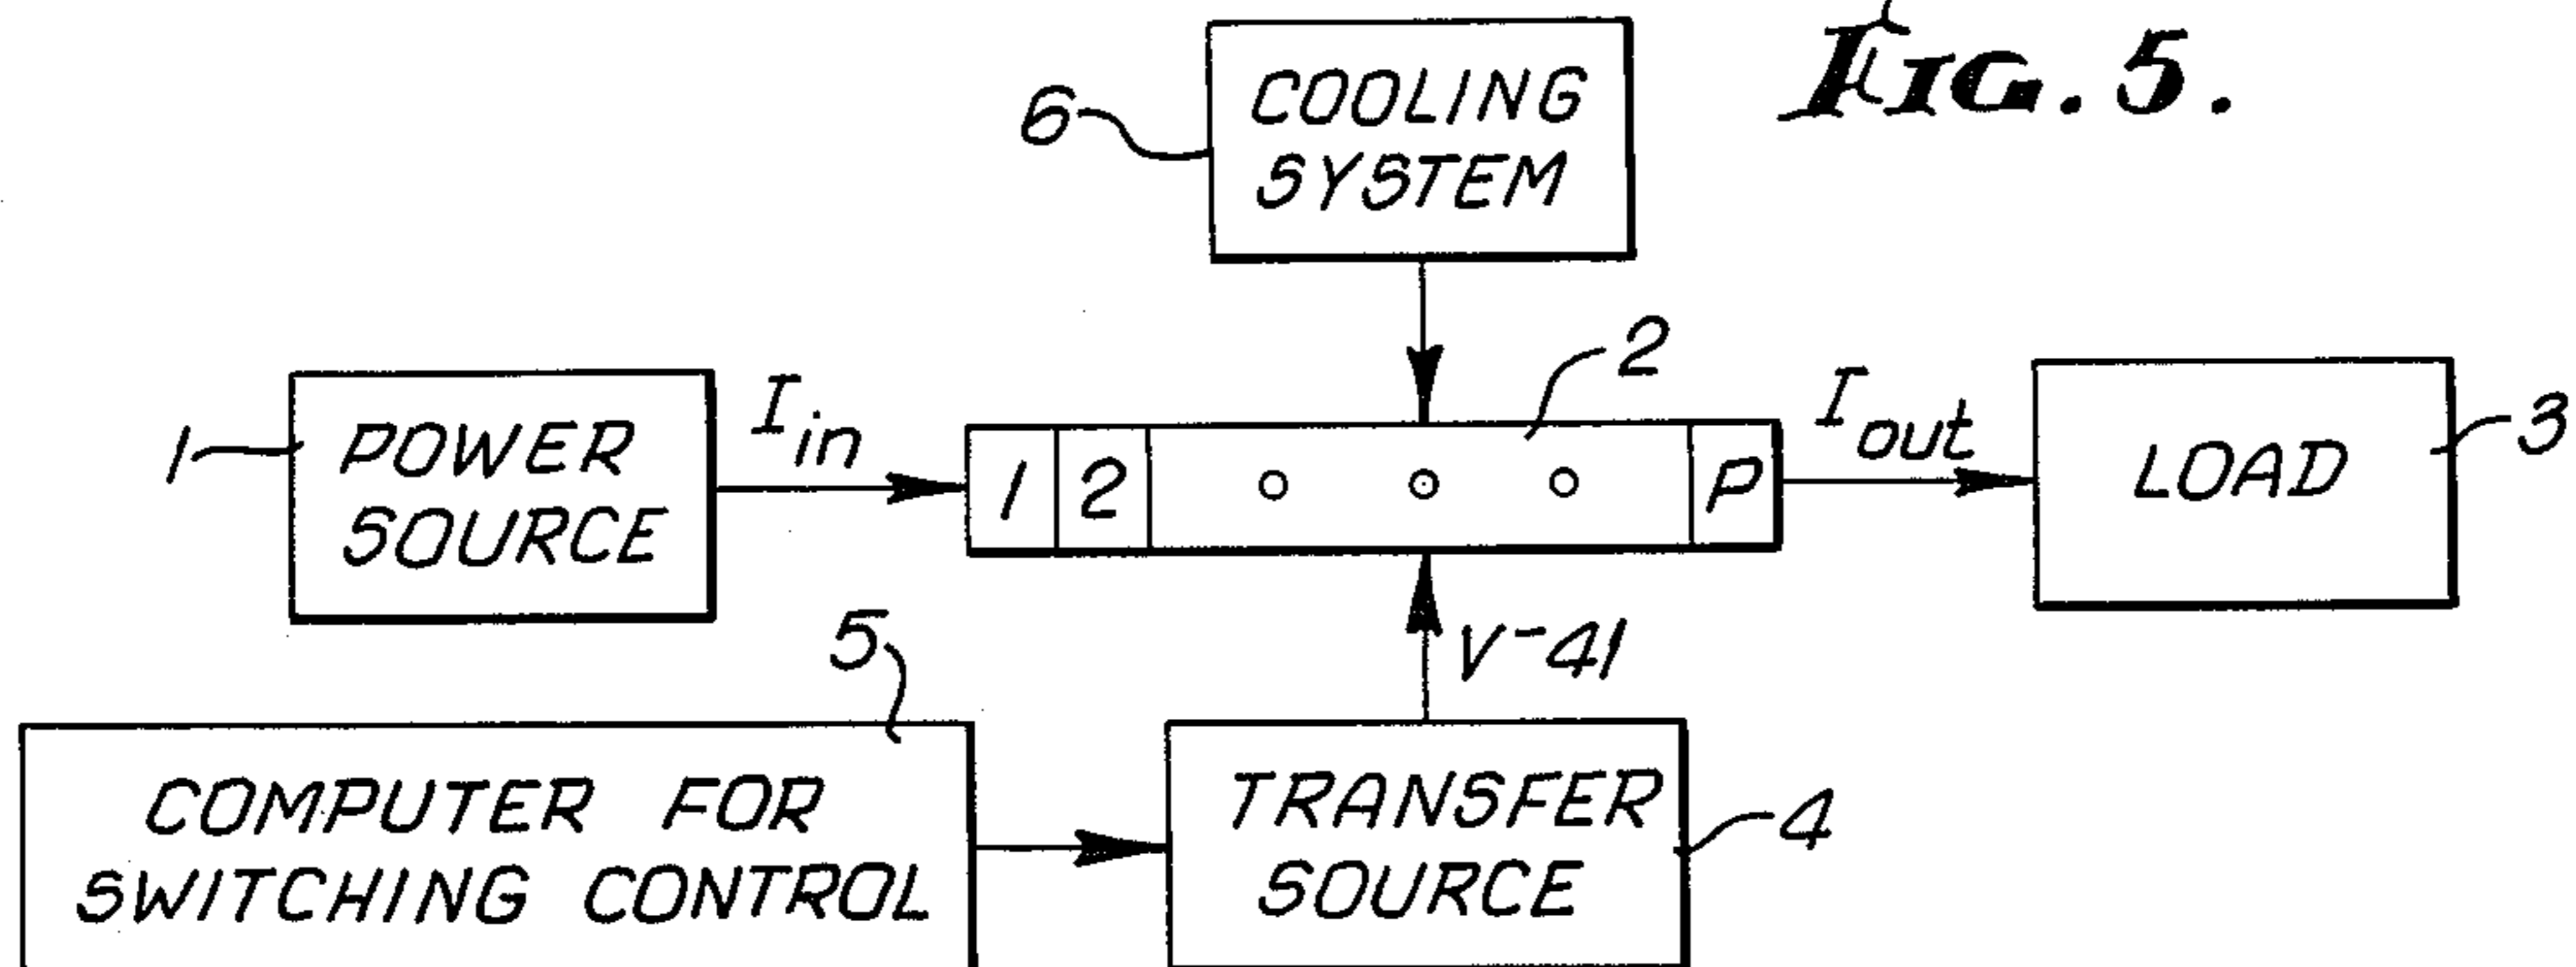 FIG. 5.
6
COOLING
SYSTEM
2
1
POWER
SOURCE
I in
1 2 P
I out
LOAD
3
5
V-41
COMPUTER FOR
SWITCHING CONTROL
TRANSFER
SOURCE
4